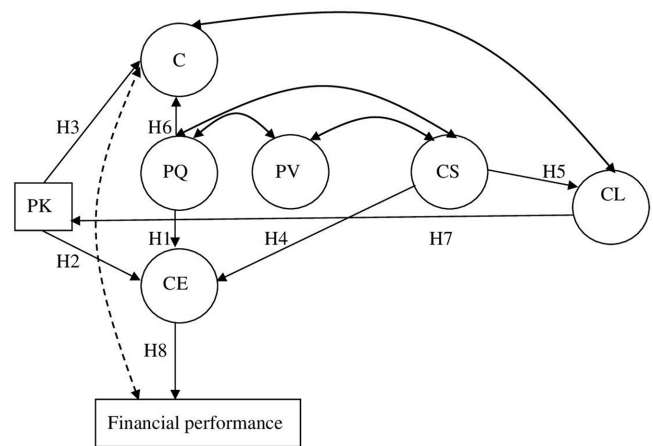 C
H3
H6
PQ
PV
CS
H5
CL
PK
H1
H4
H7
H2
CE
H8
Financial performance